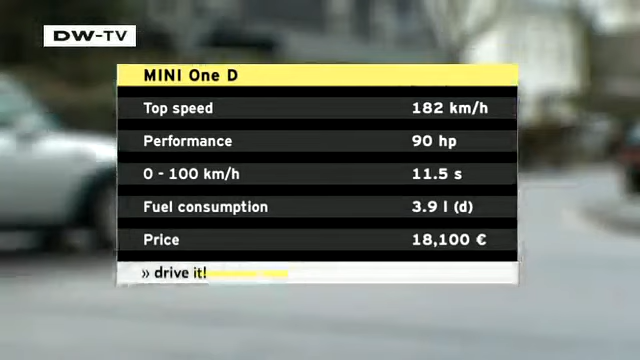 DW-TV
MINI One D
Top speed 182 km/h
Performance 90 hp
0 - 100 km/h 11.5 s
Fuel consumption 3.9 l (d)
Price 18,100 €
» drive it!